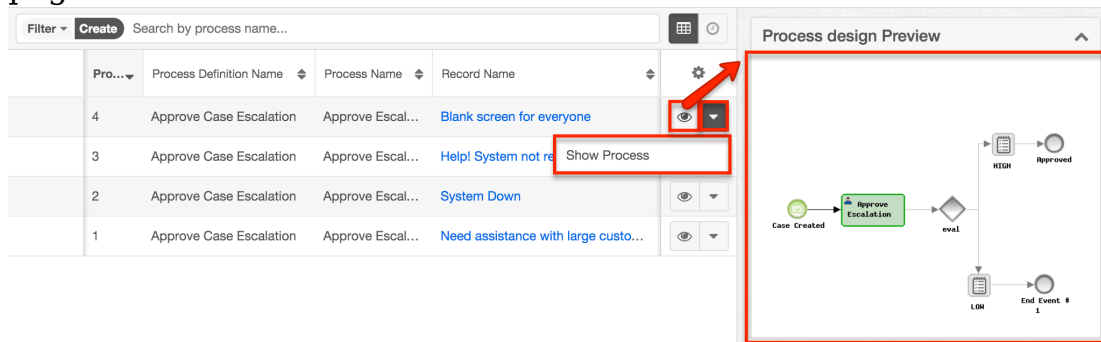 Filter Create Search by process name...
Process design Preview
Pro... Process Definition Name Process Name Record Name
4 Approve Case Escalation Approve Escal... Blank screen for everyone
3 Approve Case Escalation Approve Escal... Help! System not re
Show Process
2 Approve Case Escalation Approve Escal... System Down
1 Approve Case Escalation Approve Escal... Need assistance with large custo...
HIGH
Approved
Approve
Escalation
Case Created
eval
LOW
End Event #
1